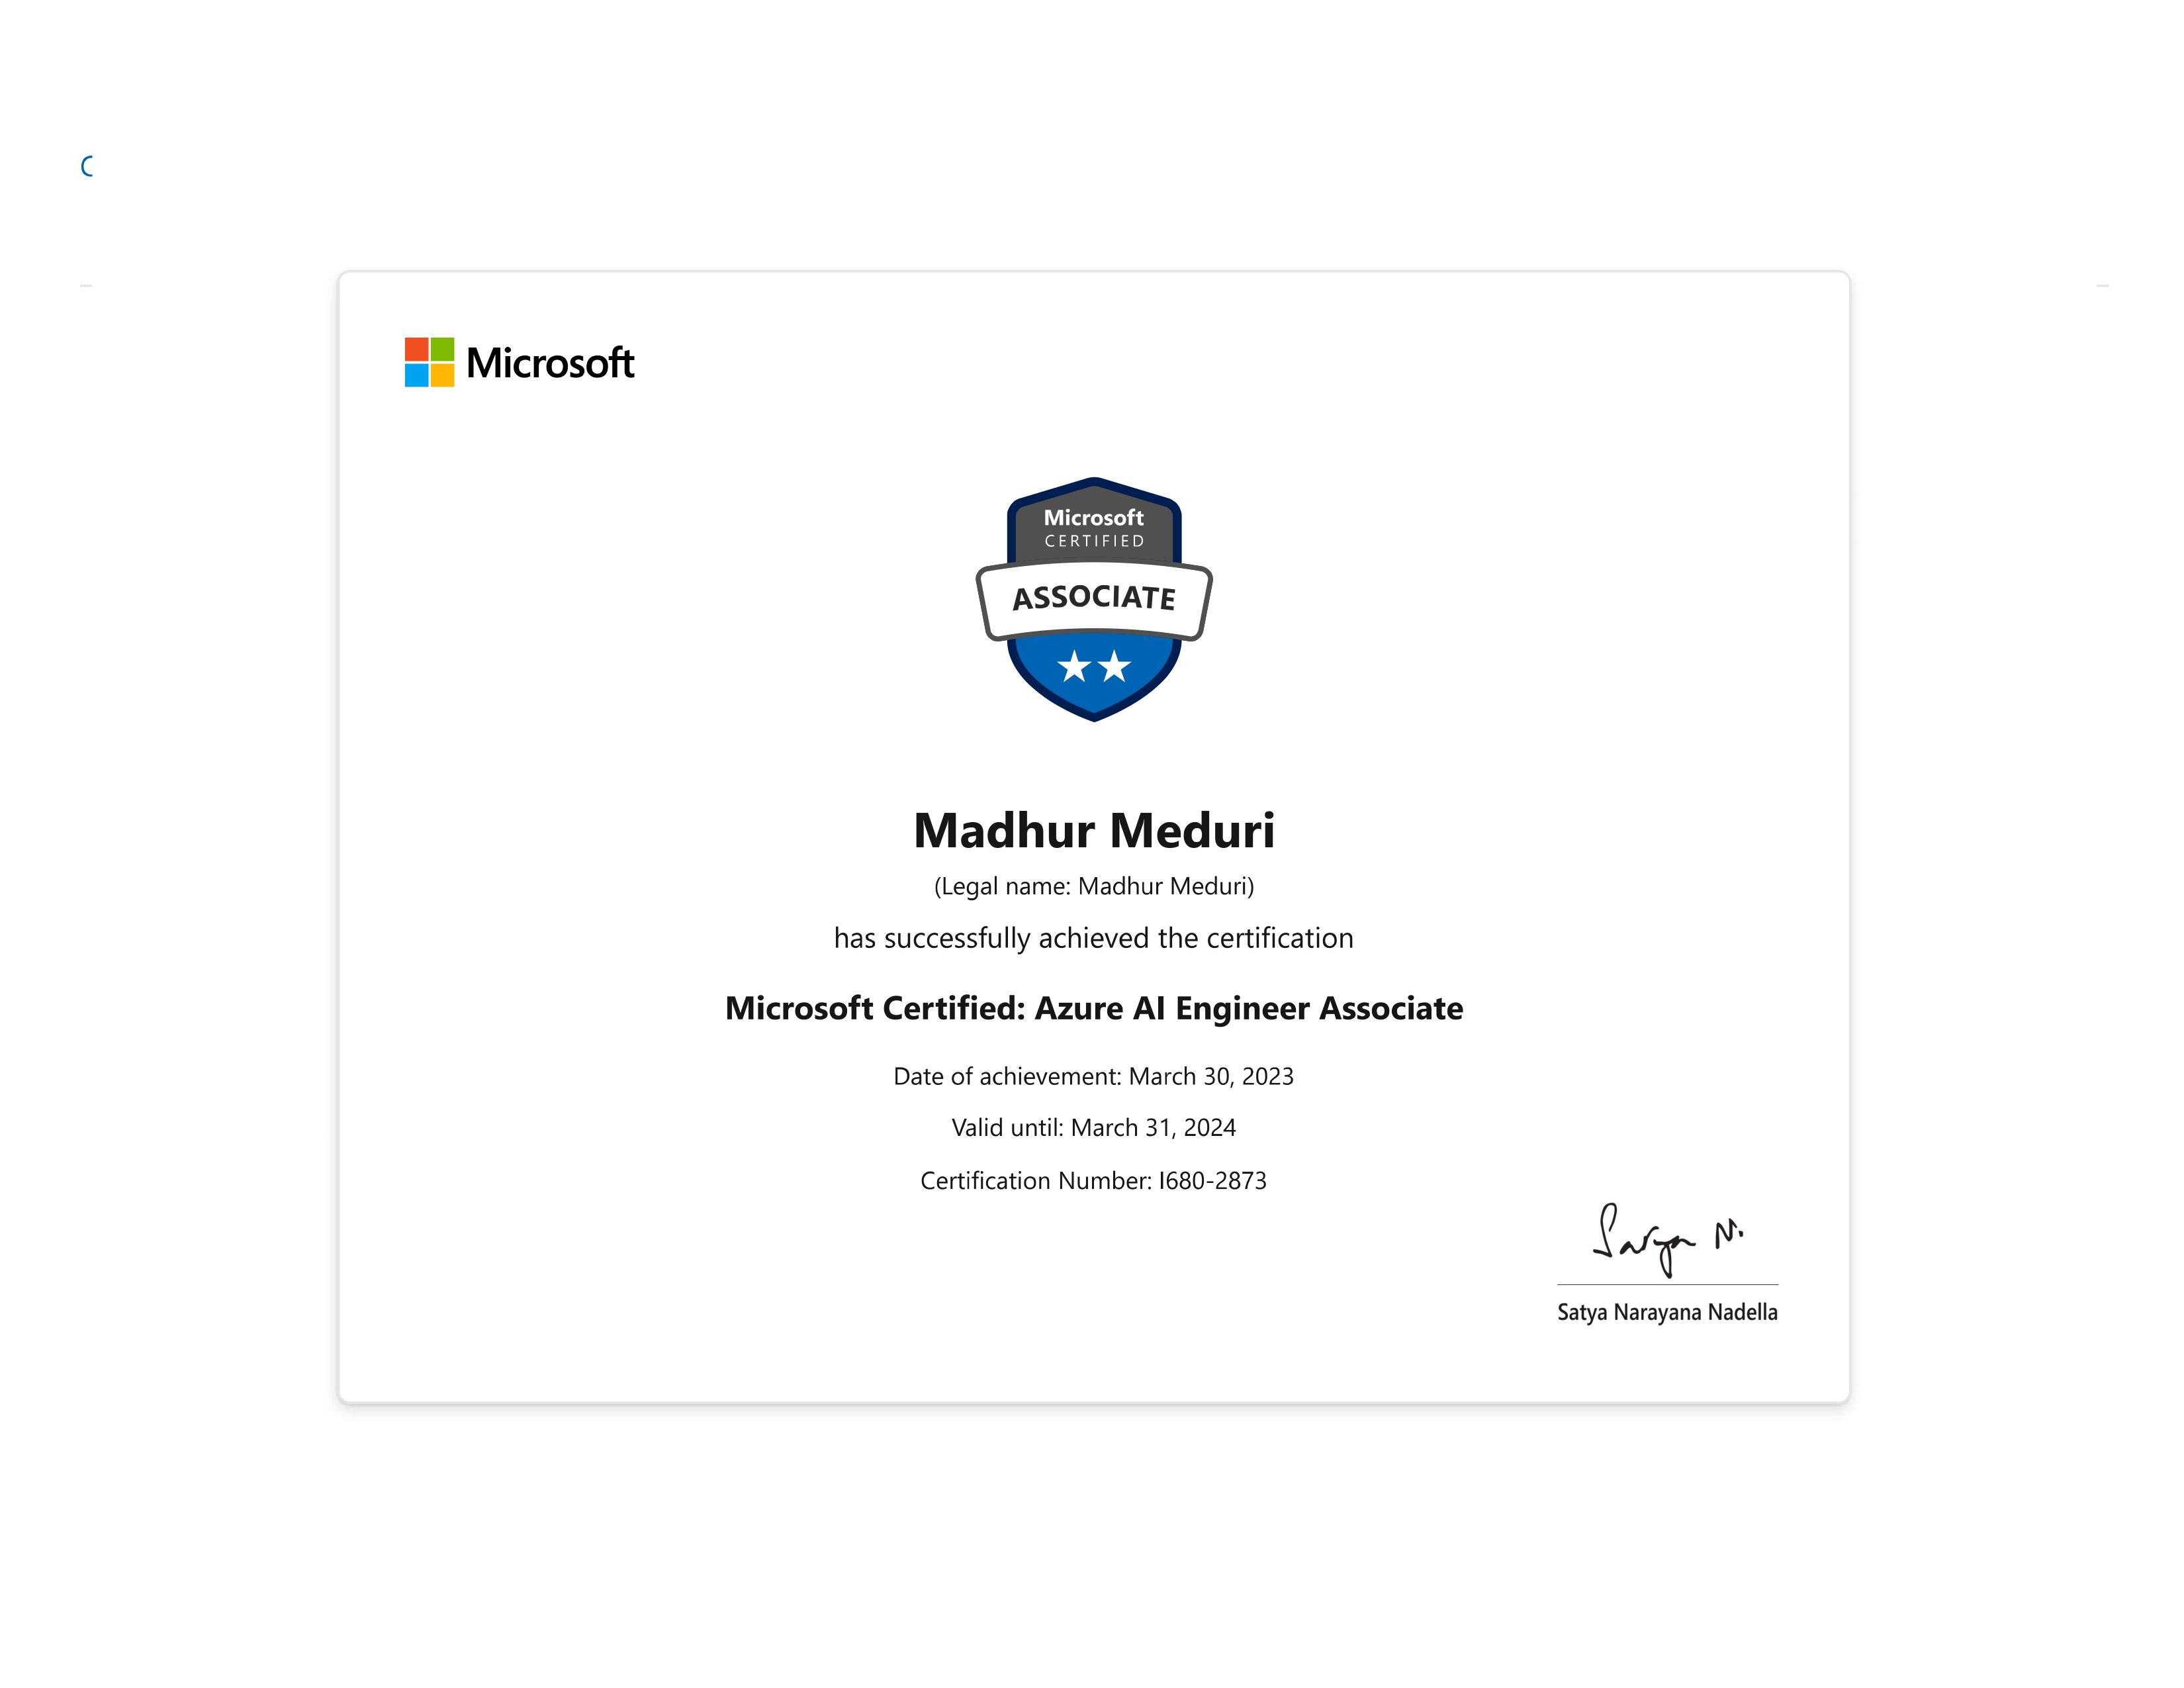 Microsoft
Microsoft
CERTIFIED
ASSOCIATE
Madhur Meduri
(Legal name: Madhur Meduri)
has successfully achieved the certification
Microsoft Certified: Azure AI Engineer Associate
Date of achievement: March 30, 2023
Valid until: March 31, 2024
Certification Number: I680-2873
Satya N.
Satya Narayana Nadella